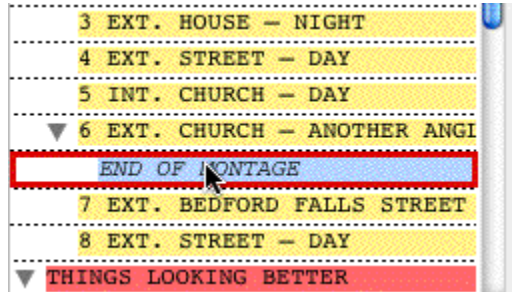 3 EXT. HOUSE — NIGHT
4 EXT. STREET — DAY
5 INT. CHURCH — DAY
6 EXT. CHURCH — ANOTHER ANGL
END OF MONTAGE
7 EXT. BEDFORD FALLS STREET
8 EXT. STREET — DAY
THINGS LOOKING BETTER